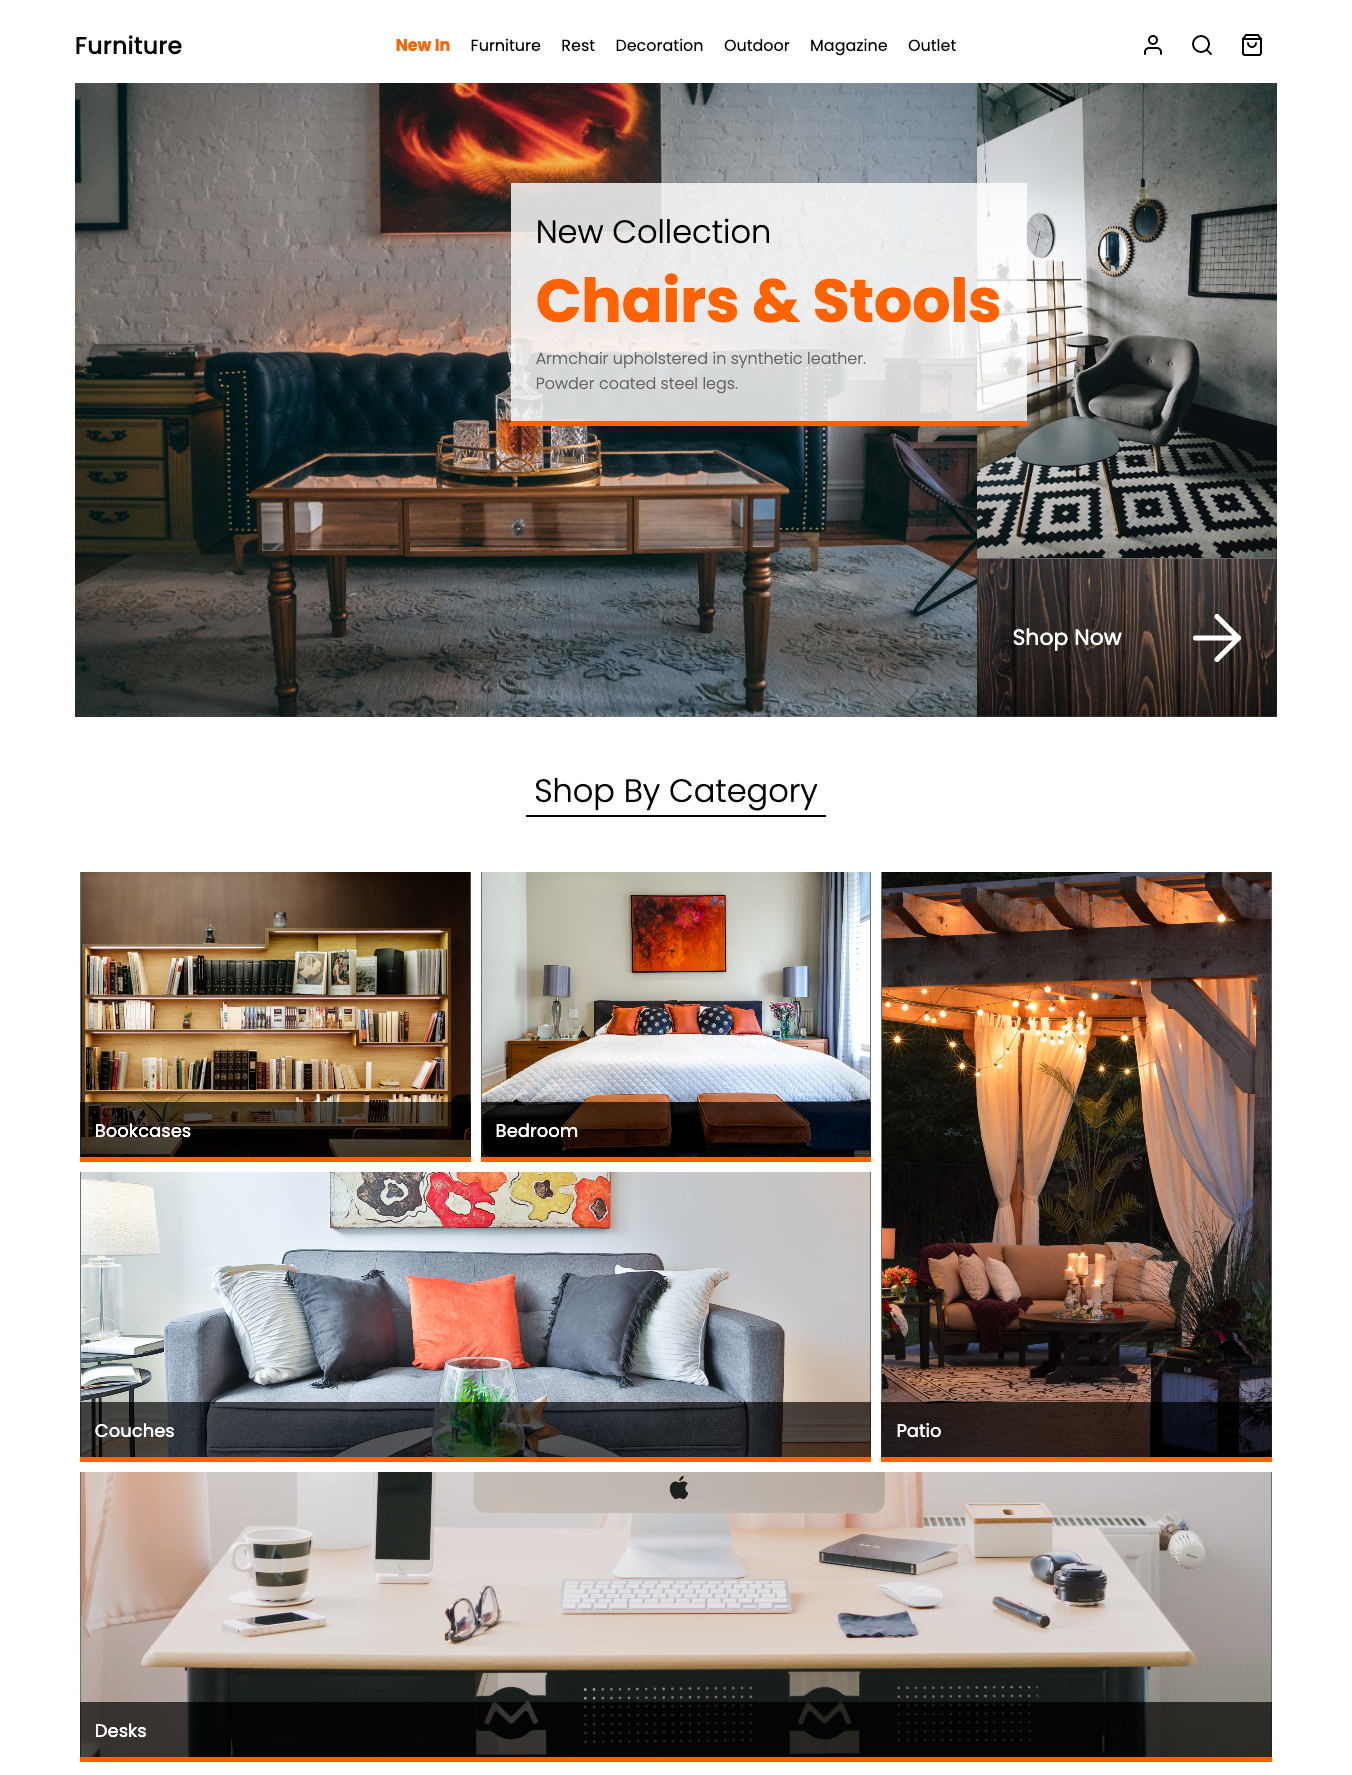 Furniture
New In Furniture Rest Decoration Outdoor Magazine Outlet
New Collection
Chairs & Stools
Armchair upholstered in synthetic leather.
Powder coated steel legs.
Shop Now
Shop By Category
Bookcases
Bedroom
Couches
Patio
Desks